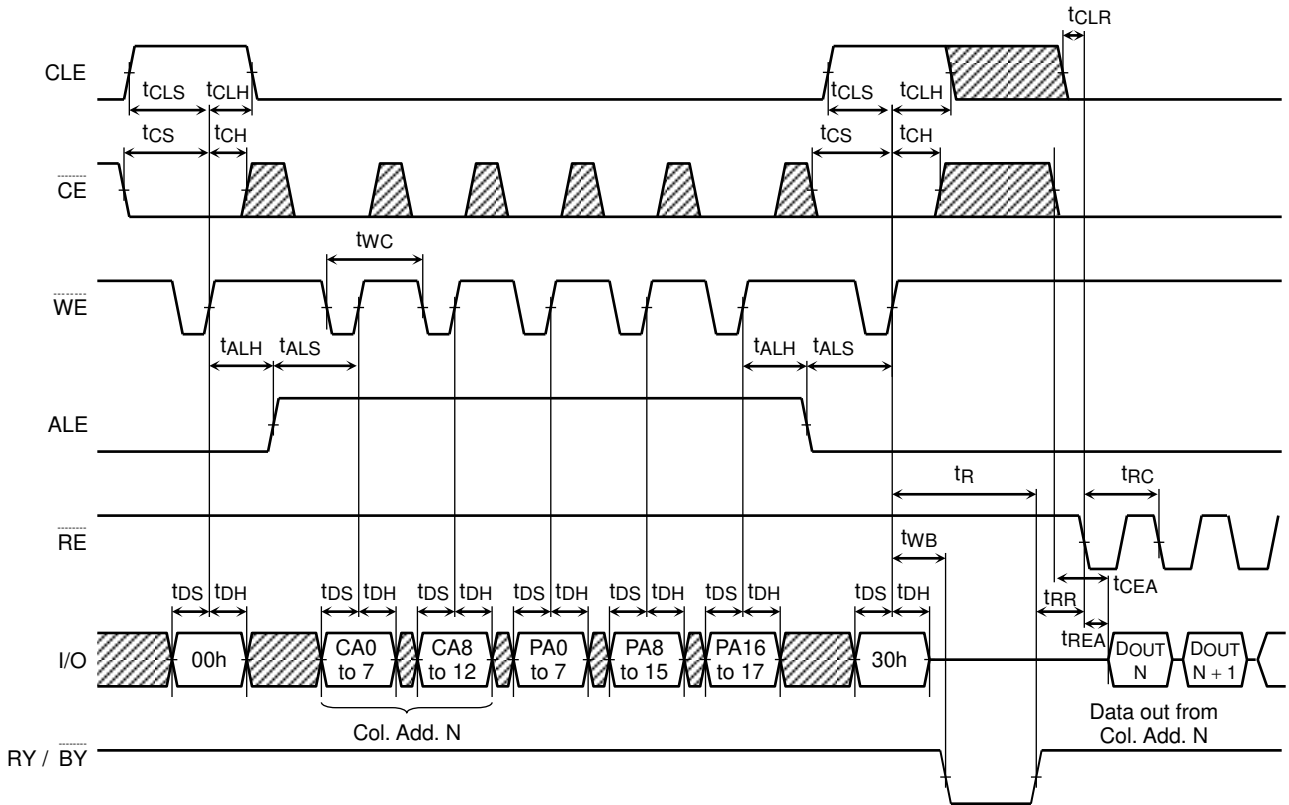 tCLR
CLE
tCLS tCLH tCLS tCLH
tCS tCH tCS tCH
CE
tWC
WE
tALH tALS tALH tALS
ALE
tR tRC
RE
tWB
tDS tDH tDS tDH tDS tDH tDS tDH tDS tDH tDS tDH tDS tDH tRR tCEA
tREA
I/O 00h CA0 to 7 CA8 to 12 PA0 to 7 PA8 to 15 PA16 to 17 30h DOUT N DOUT N + 1
Col. Add. N
Data out from
Col. Add. N
RY / BY